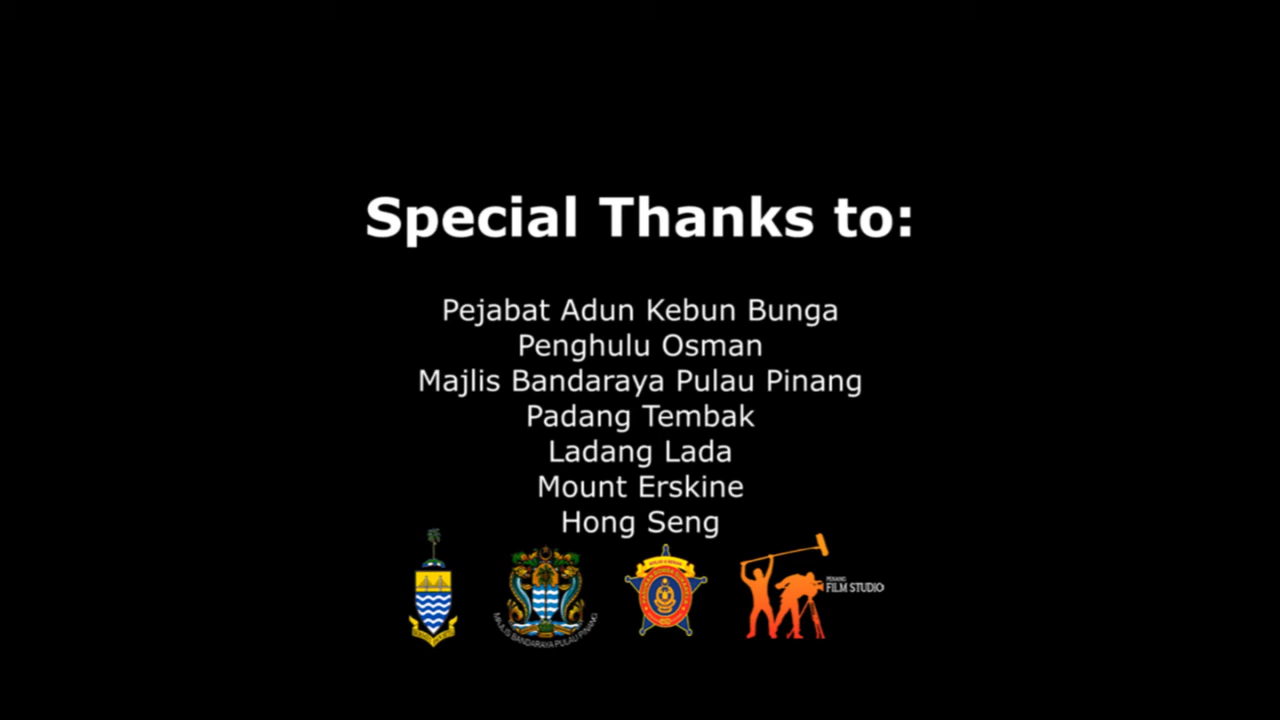 Special Thanks to:
Pejabat Adun Kebun Bunga
Penghulu Osman
Majlis Bandaraya Pulau Pinang
Padang Tembak
Ladang Lada
Mount Erskine
Hong Seng
MAJLIS BANDARAYA PULAU PINANG
PENANG
FILM STUDIO